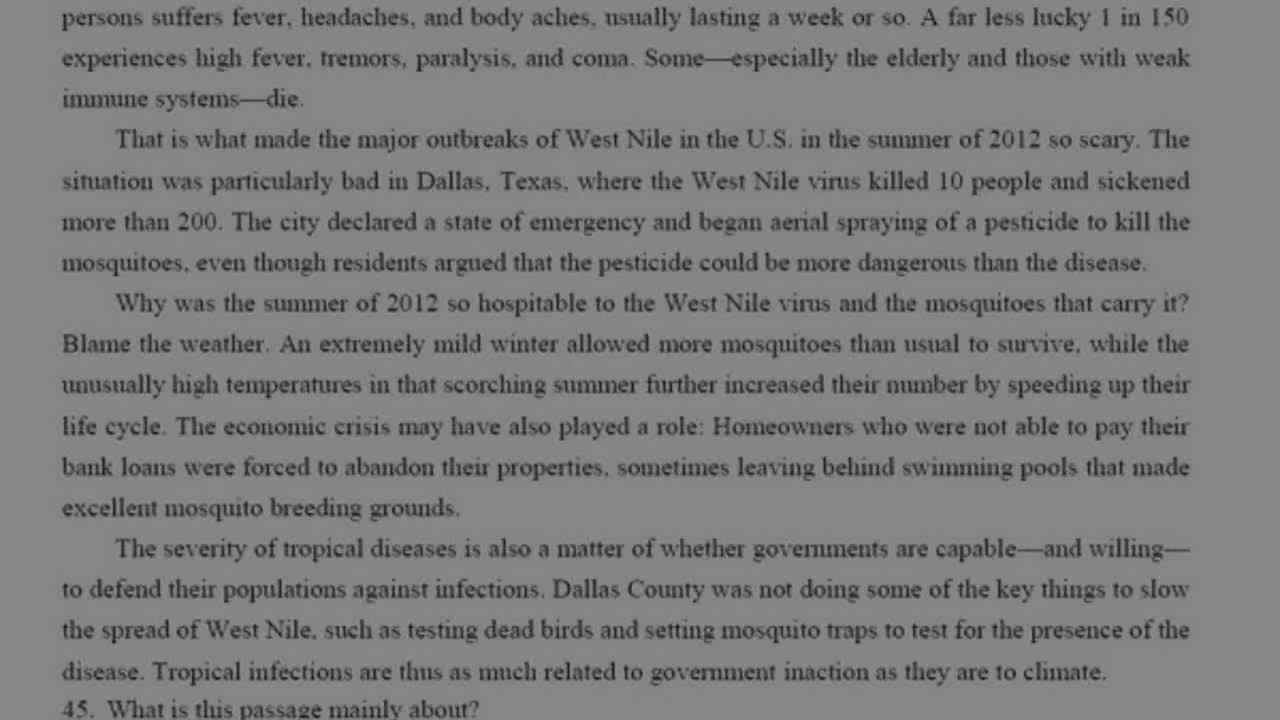 persons suffers fever, headaches, and body aches, usually lasting a week or so. A far less lucky 1 in 150
experiences high fever, tremors, paralysis, and coma. Some—especially the elderly and those with weak
immune systems—die.
That is what made the major outbreaks of West Nile in the U.S. in the summer of 2012 so scary. The
situation was particularly bad in Dallas, Texas, where the West Nile virus killed 10 people and sickened
more than 200. The city declared a state of emergency and began aerial spraying of a pesticide to kill the
mosquitoes, even though residents argued that the pesticide could be more dangerous than the disease.
Why was the summer of 2012 so hospitable to the West Nile virus and the mosquitoes that carry it?
Blame the weather. An extremely mild winter allowed more mosquitoes than usual to survive, while the
unusually high temperatures in that scorching summer further increased their number by speeding up their
life cycle. The economic crisis may have also played a role: Homeowners who were not able to pay their
bank loans were forced to abandon their properties, sometimes leaving behind swimming pools that made
excellent mosquito breeding grounds.
The severity of tropical diseases is also a matter of whether governments are capable—and willing—
to defend their populations against infections. Dallas County was not doing some of the key things to slow
the spread of West Nile, such as testing dead birds and setting mosquito traps to test for the presence of the
disease. Tropical infections are thus as much related to government inaction as they are to climate.
45. What is this passage mainly about?